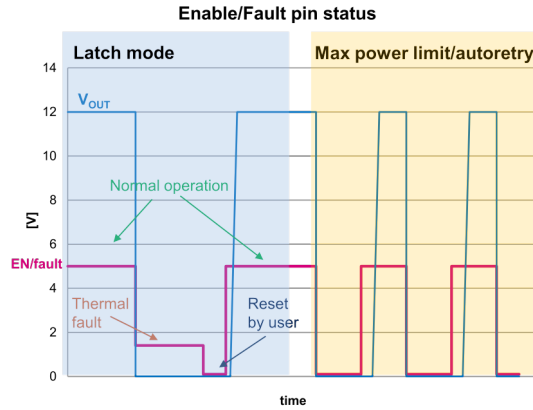 Enable/Fault pin status
Latch mode
Max power limit/autoretry
14
12
10
8
6
4
2
0
[V]
VOUT
Normal operation
EN/fault
Thermal
fault
Reset
by user
time